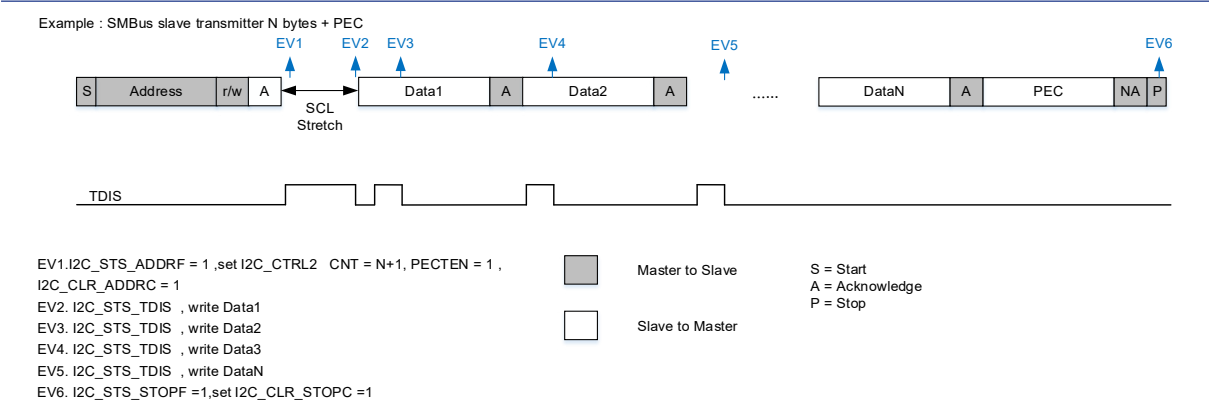 Example : SMBus slave transmitter N bytes + PEC
EV1 EV2 EV3 EV4 EV5 EV6
S Address r/w A Data1 A Data2 A ...... DataN A PEC NA P
SCL
Stretch
TDIS
EV1.I2C_STS_ADDRF = 1 ,set I2C_CTRL2 CNT = N+1, PECTEN = 1 ,
I2C_CLR_ADDRC = 1
EV2. I2C_STS_TDIS , write Data1
EV3. I2C_STS_TDIS , write Data2
EV4. I2C_STS_TDIS , write Data3
EV5. I2C_STS_TDIS , write DataN
EV6. I2C_STS_STOPF =1,set I2C_CLR_STOPC =1
Master to Slave
Slave to Master
S = Start
A = Acknowledge
P = Stop